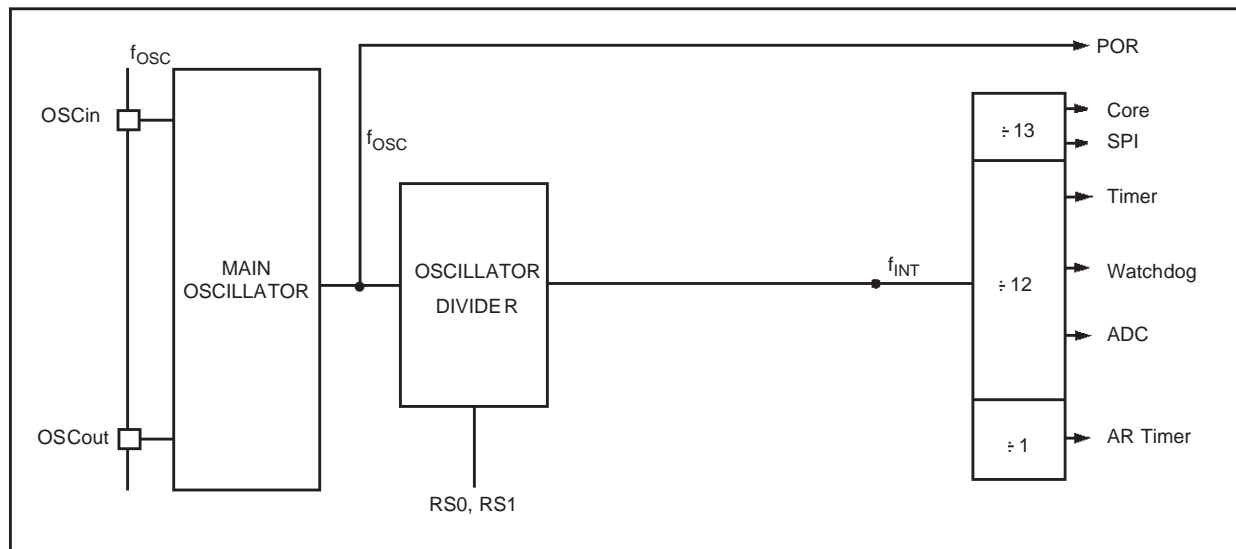 fOSC
OSCin
OSCout
MAIN
OSCILLATOR
fOSC
OSCILLATOR
DIVIDER
RS0, RS1
fINT
POR
÷13
Core
SPI
÷12
Timer
Watchdog
ADC
÷1
AR Timer